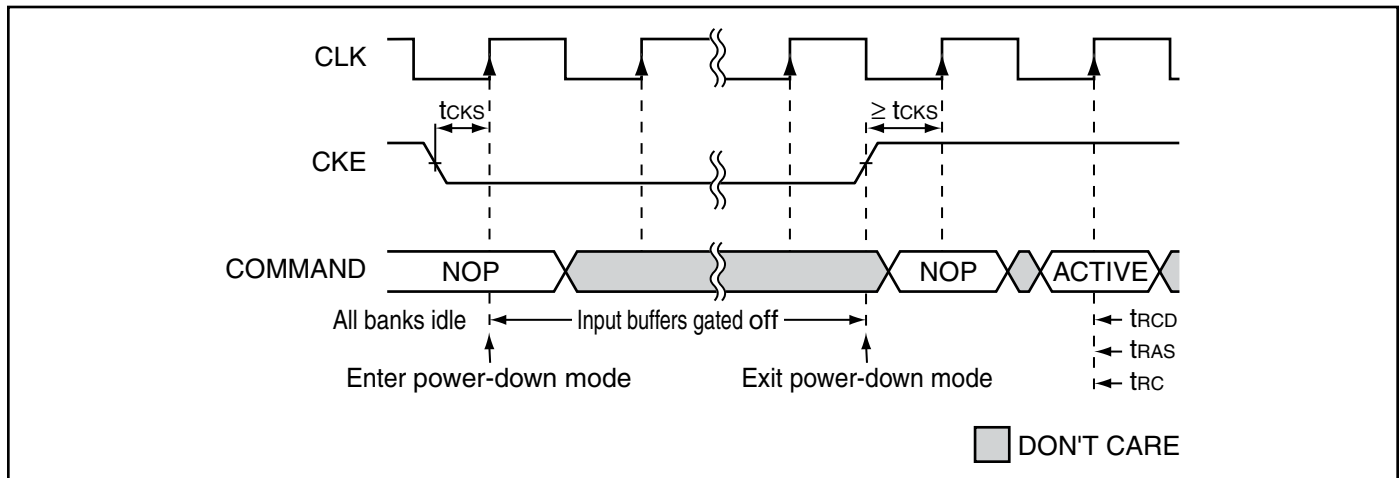 CLK
tCKS
≥ tCKS
CKE
COMMAND
NOP
NOP
ACTIVE
All banks idle
Input buffers gated off
tRCD
tRAS
Enter power-down mode
Exit power-down mode
tRC
DON'T CARE